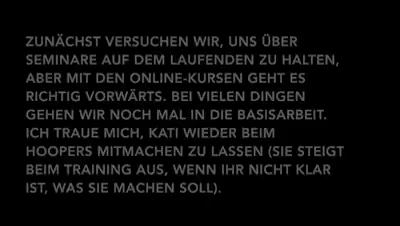 ZUNÄCHST VERSUCHEN WIR, UNS ÜBER
SEMINARE AUF DEM LAUFENDEN ZU HALTEN,
ABER MIT DEN ONLINE-KURSEN GEHT ES
RICHTIG VORWÄRTS. BEI VIELEN DINGEN
GEHEN WIR NOCH MAL IN DIE BASISARBEIT.
ICH TRAUE MICH, KATI WIEDER BEIM
HOOPERS MITMACHEN ZU LASSEN (SIE STEIGT
BEIM TRAINING AUS, WENN IHR NICHT KLAR
IST, WAS SIE MACHEN SOLL).